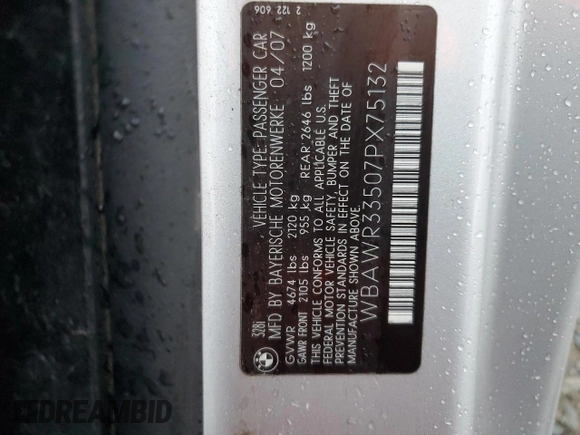 2 122 606
328i
VEHICLE TYPE: PASSENGER CAR
MFD BY BAYERISCHE MOTORENWERKE 04/07
GVWR 4674 lbs 2120 kg
GAWR FRONT 2105 lbs 955 kg REAR 2646 lbs 1200 kg
THIS VEHICLE CONFORMS TO ALL APPLICABLE U.S.
FEDERAL MOTOR VEHICLE SAFETY, BUMPER AND THEFT
PREVENTION STANDARDS IN EFFECT ON THE DATE OF
MANUFACTURE SHOWN ABOVE.
WBAWR33507PX75132
DREAMBID